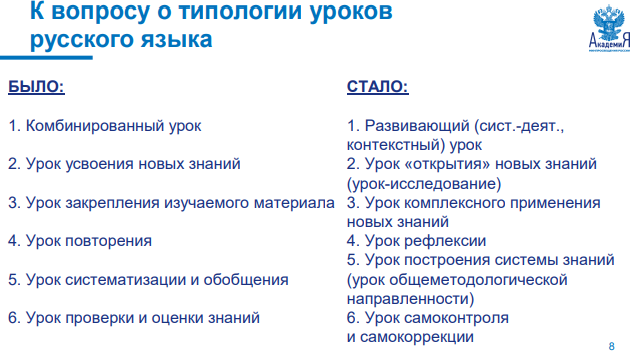 К вопросу о типологии уроков
русского языка
АкадемиЯ
БЫЛО:
1. Комбинированный урок
2. Урок усвоения новых знаний
3. Урок закрепления изучаемого материала
4. Урок повторения
5. Урок систематизации и обобщения
6. Урок проверки и оценки знаний
СТАЛО:
1. Развивающий (сист.-деят.,
контекстный) урок
2. Урок «открытия» новых знаний
(урок-исследование)
3. Урок комплексного применения
новых знаний
4. Урок рефлексии
5. Урок построения системы знаний
(урок общеметодологической
направленности)
6. Урок самоконтроля
и самокоррекции
8